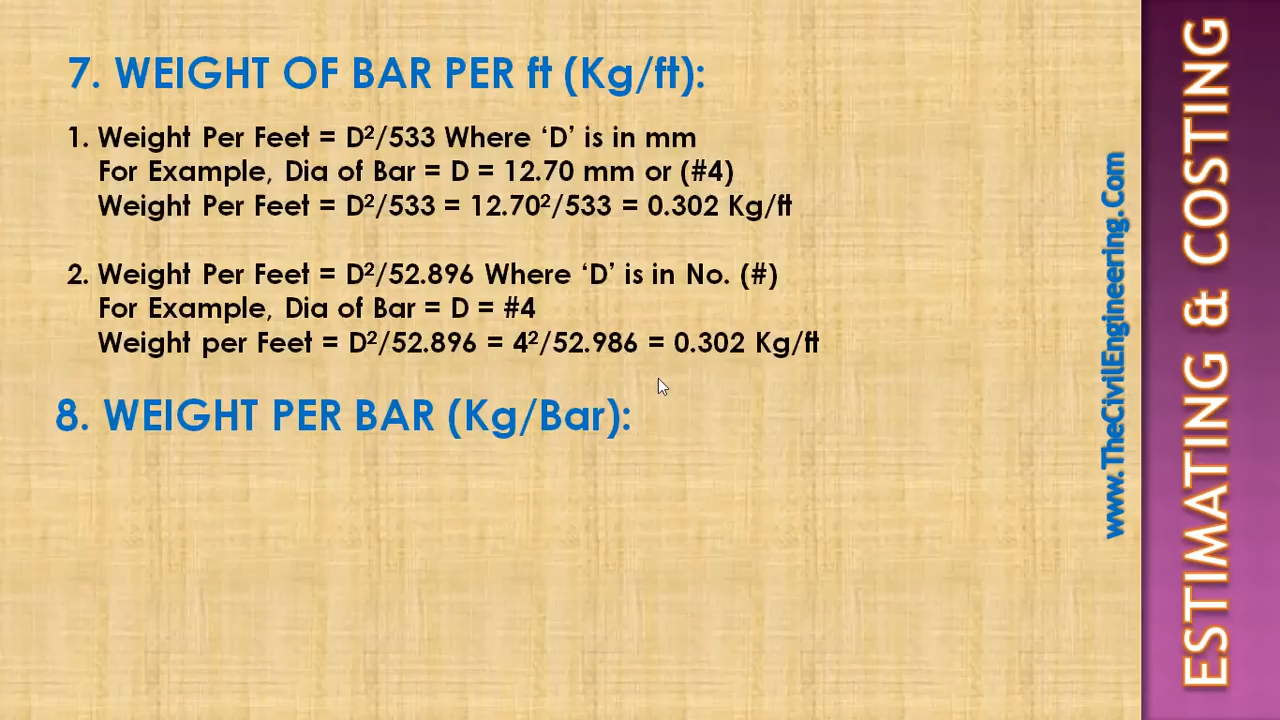 7. WEIGHT OF BAR PER ft (Kg/ft):
1. Weight Per Feet = D²/533 Where ‘D’ is in mm
For Example, Dia of Bar = D = 12.70 mm or (#4)
Weight Per Feet = D²/533 = 12.70²/533 = 0.302 Kg/ft
2. Weight Per Feet = D²/52.896 Where ‘D’ is in No. (#)
For Example, Dia of Bar = D = #4
Weight per Feet = D²/52.896 = 4²/52.986 = 0.302 Kg/ft
8. WEIGHT PER BAR (Kg/Bar):
www.TheCivilEngineering.Com
ESTIMATING & COSTING